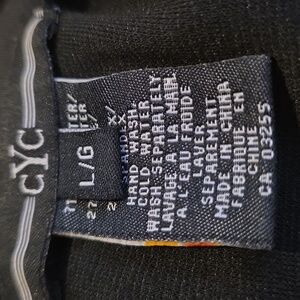 CYC
L/G
HAND WASH
COLD WATER
WASH SEPARATELY
LAVAGE A LA MAIN
A L'EAU FROIDE
LAVER
SEPAREMENT
MADE IN CHINA
FABRIQUE EN
CHINE
CA 03255